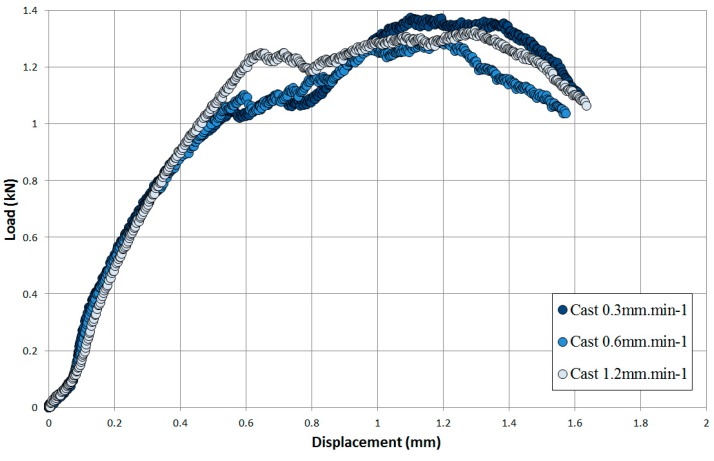 1.4
1.2
1
0.8
0.6
0.4
0.2
0
Load (kN)
Cast 0.3mm.min-1
Cast 0.6mm.min-1
Cast 1.2mm.min-1
0 0.2 0.4 0.6 0.8 1 1.2 1.4 1.6 1.8 2
Displacement (mm)